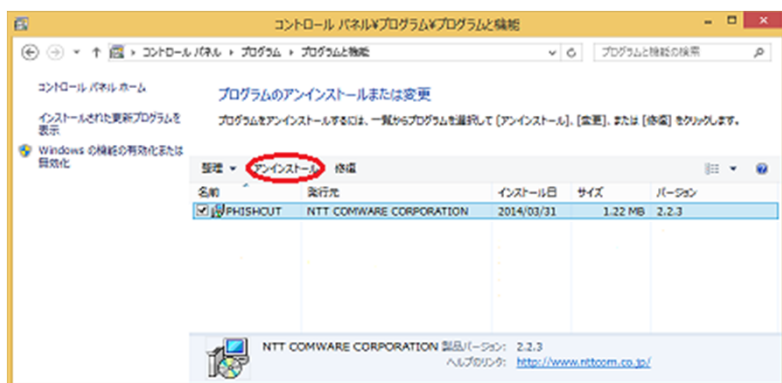 コントロール パネル¥プログラム¥プログラムと機能
コントロール パネル プログラム プログラムと機能
プログラムと機能の検索
コントロール パネル ホーム
インストールされた更新プログラムを
表示
Windows の機能の有効化または
無効化
プログラムのアンインストールまたは変更
プログラムをアンインストールするには、一覧からプログラムを選択して [アンインストール]、[変更]、または [修復] をクリックします。
整理 アンインストール 修復
名前 発行元 インストール日 サイズ バージョン
PHISHCUT NTT COMWARE CORPORATION 2014/03/31 1.22 MB 2.2.3
NTT COMWARE CORPORATION 製品バージョン: 2.2.3
ヘルプのリンク: http://www.nttcom.co.jp/